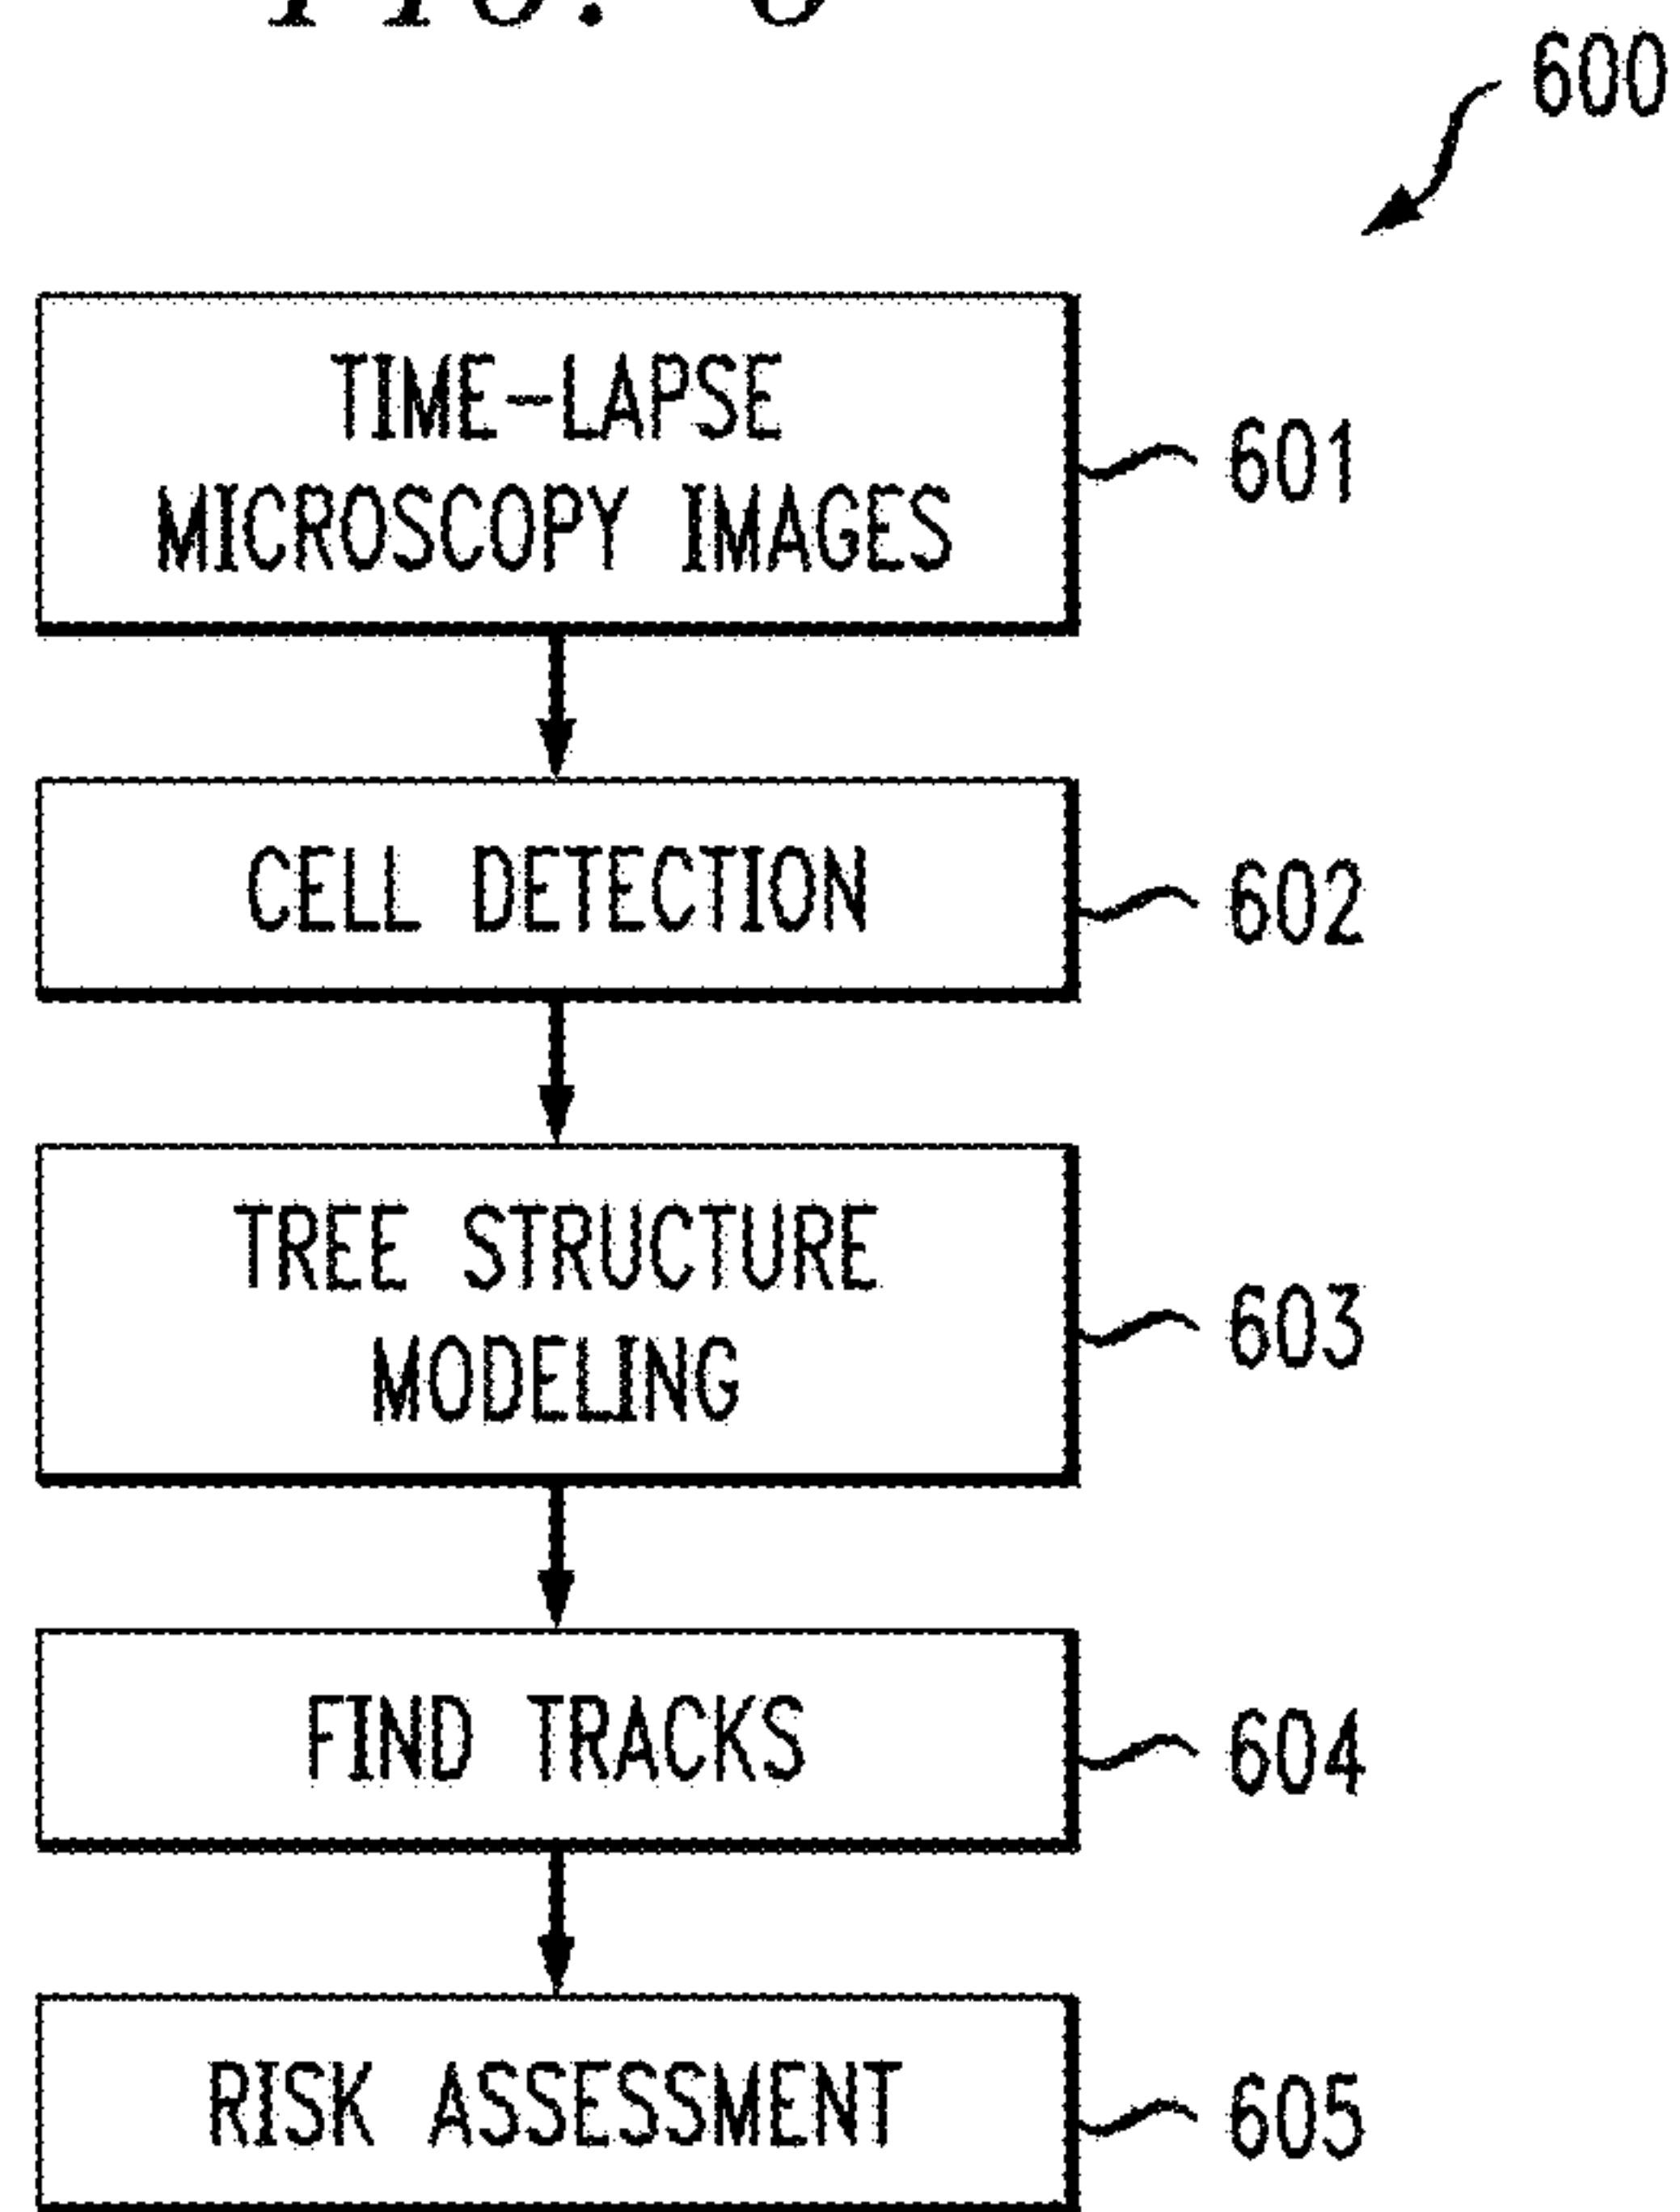 600
TIME-LAPSE
MICROSCOPY IMAGES
601
CELL DETECTION
602
TREE STRUCTURE
MODELING
603
FIND TRACKS
604
RISK ASSESSMENT
605